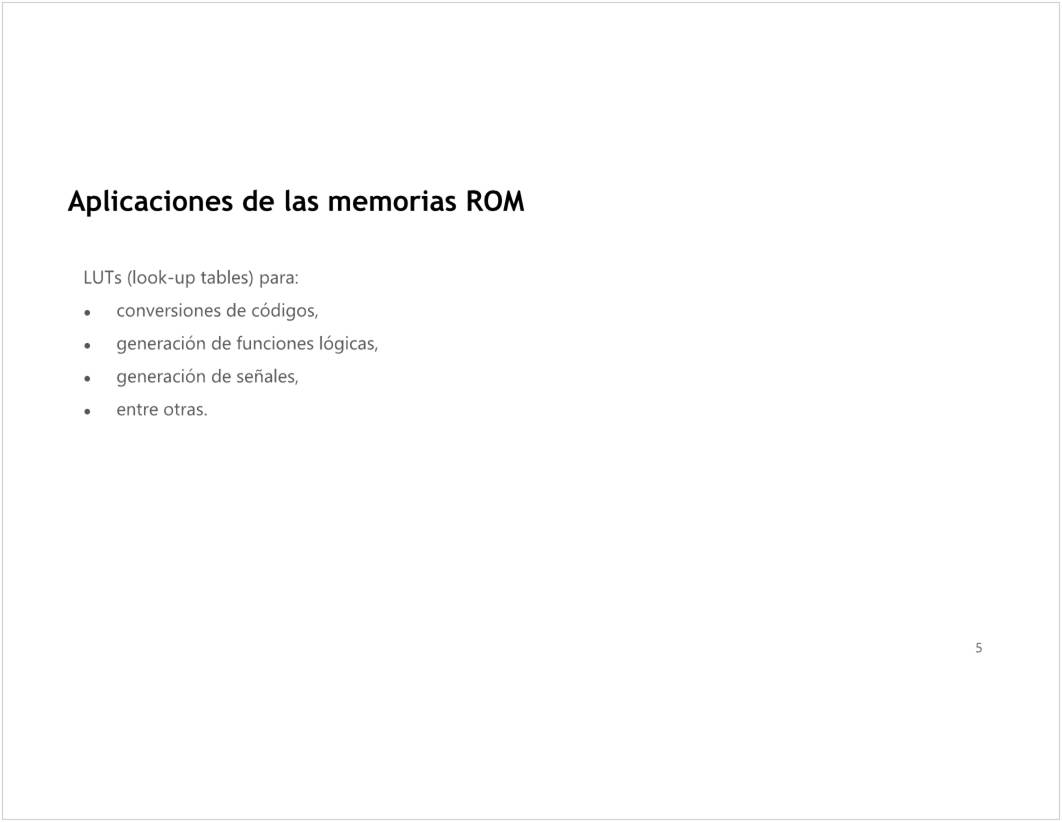 Aplicaciones de las memorias ROM
LUTs (look-up tables) para:
• conversiones de códigos,
• generación de funciones lógicas,
• generación de señales,
• entre otras.
5